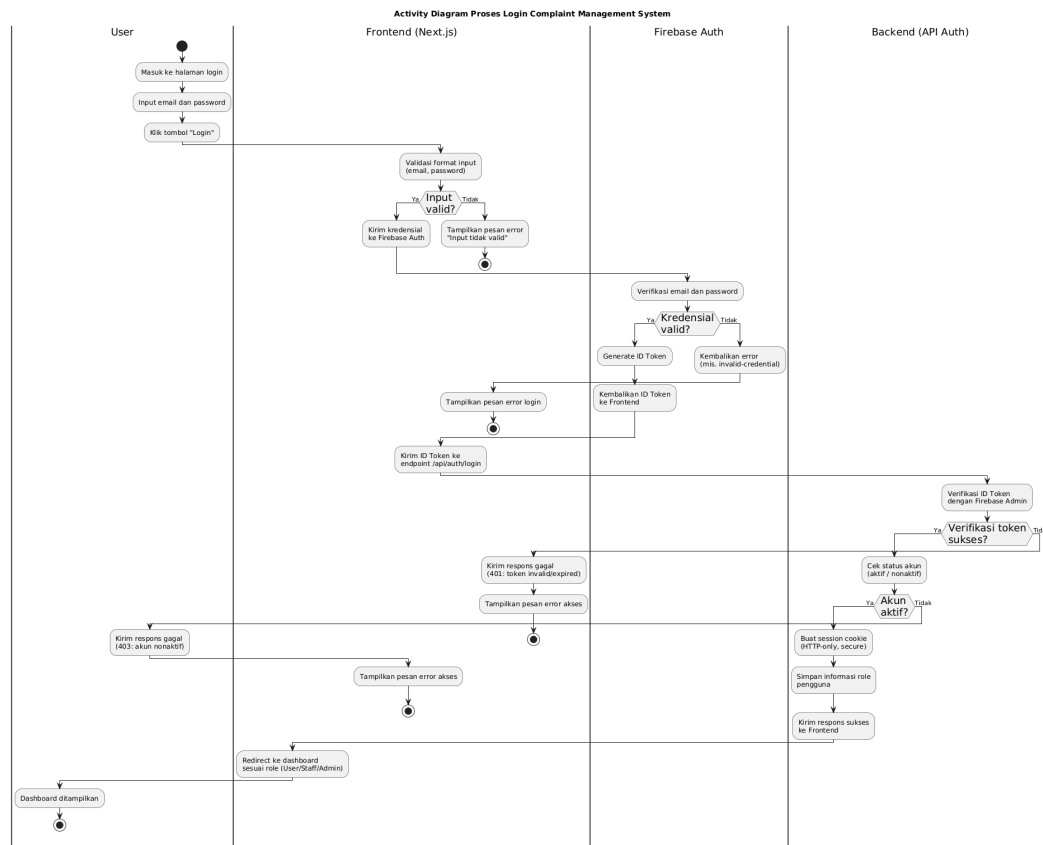 Activity Diagram Proses Login Complaint Management System
User
Frontend (Next.js)
Firebase Auth
Backend (API Auth)
Masuk ke halaman login
Input email dan password
Klik tombol "Login"
Validasi format input
(email, password)
Ya
Input
valid?
Tidak
Kirim kredensial
ke Firebase Auth
Tampilkan pesan error
"Input tidak valid"
Verifikasi email dan password
Ya
Kredensial
valid?
Tidak
Generate ID Token
Kembalikan error
(mis. invalid-credential)
Tampilkan pesan error login
Kembalikan ID Token
ke Frontend
Kirim ID Token ke
endpoint /api/auth/login
Verifikasi ID Token
dengan Firebase Admin
Ya
Verifikasi token
sukses?
Kirim respons gagal
(401: token invalid/expired)
Cek status akun
(aktif / nonaktif)
Tampilkan pesan error akses
Ya
Akun
aktif?
Tidak
Kirim respons gagal
(403: akun nonaktif)
Buat session cookie
(HTTP-only, secure)
Tampilkan pesan error akses
Simpan informasi role
pengguna
Kirim respons sukses
ke Frontend
Redirect ke dashboard
sesuai role (User/Staff/Admin)
Dashboard ditampilkan